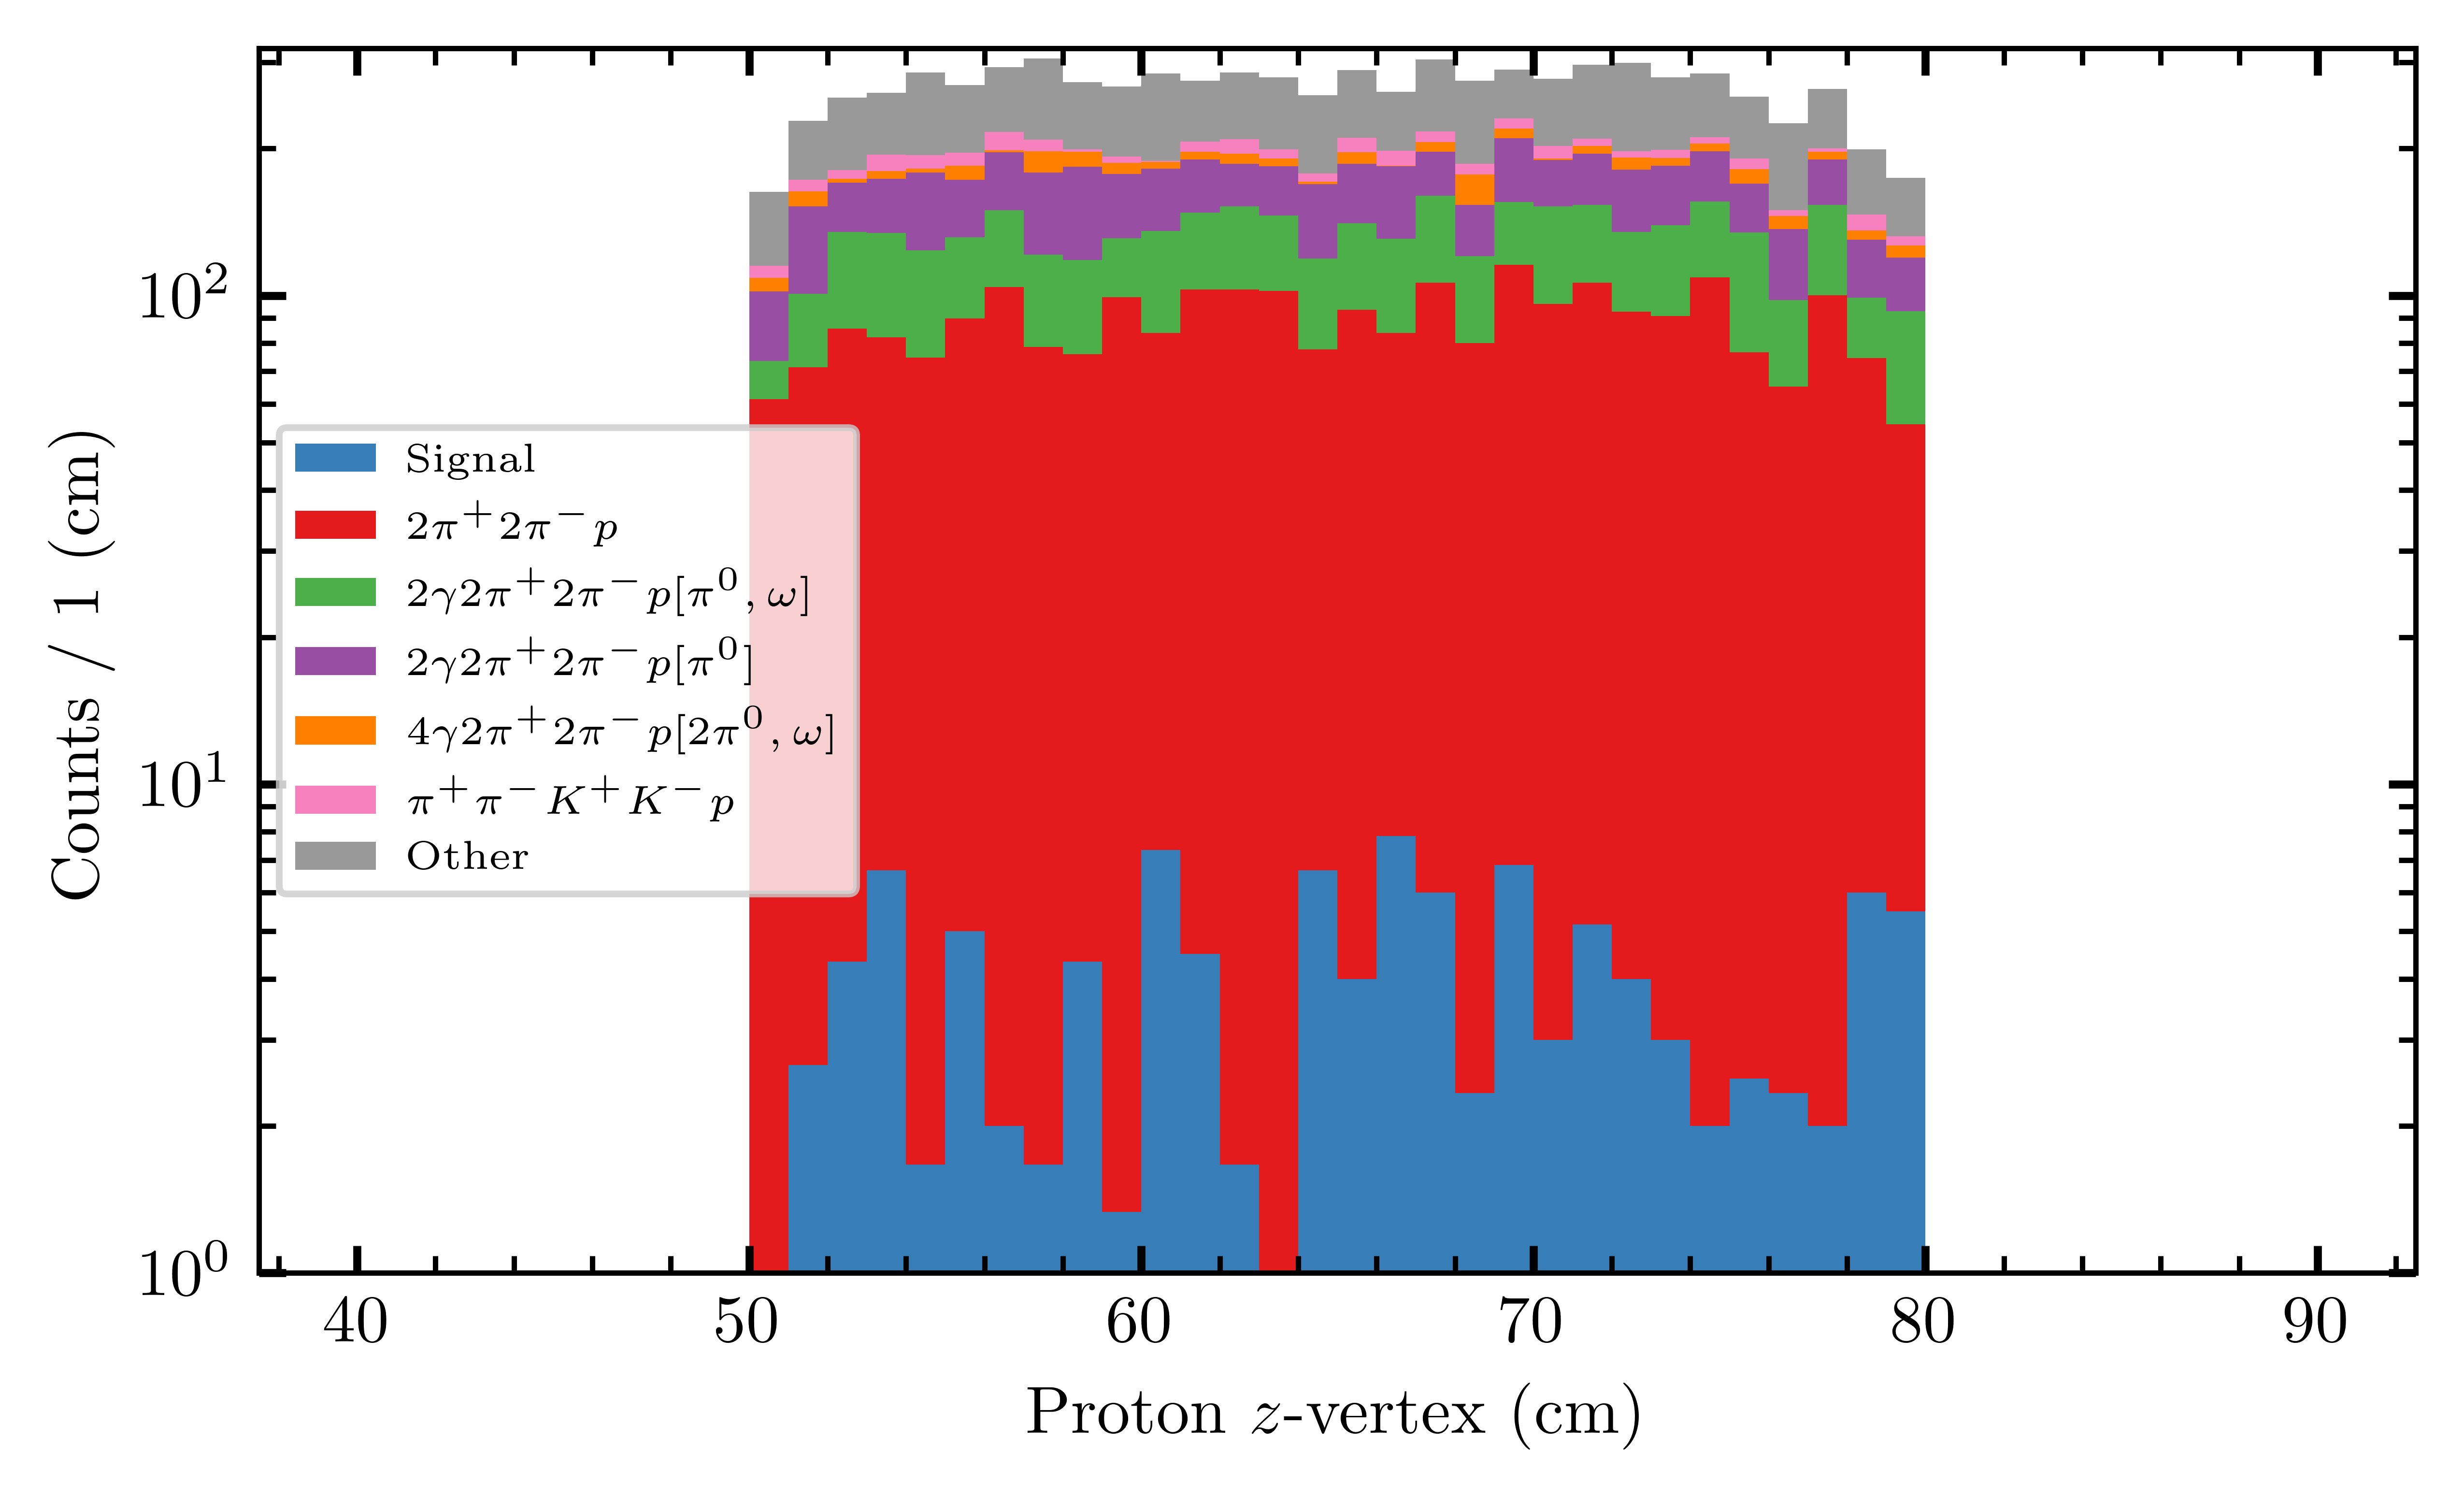 Counts / 1 (cm)
10²
10¹
10⁰
Signal
2π⁺2π⁻p
2γ2π⁺2π⁻p[π⁰, ω]
2γ2π⁺2π⁻p[π⁰]
4γ2π⁺2π⁻p[2π⁰, ω]
π⁺π⁻K⁺K⁻p
Other
40 50 60 70 80 90
Proton z-vertex (cm)